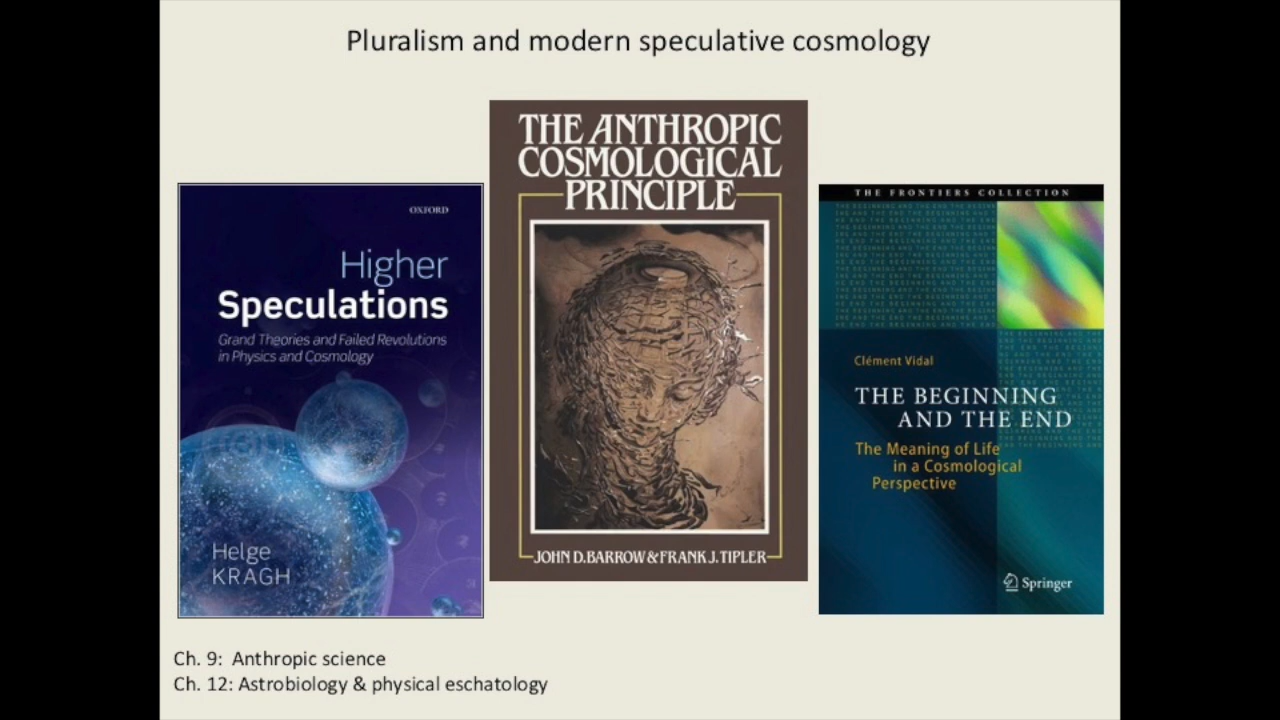 Pluralism and modern speculative cosmology
OXFORD
Higher
Speculations
Grand Theories and Failed Revolutions
in Physics and Cosmology
Helge
KRAGH
THE ANTHROPIC
COSMOLOGICAL
PRINCIPLE
JOHN D. BARROW & FRANK J. TIPLER
THE FRONTIERS COLLECTION
Clément Vidal
THE BEGINNING
AND THE END
The Meaning of Life
in a Cosmological
Perspective
Springer
Ch. 9: Anthropic science
Ch. 12: Astrobiology & physical eschatology